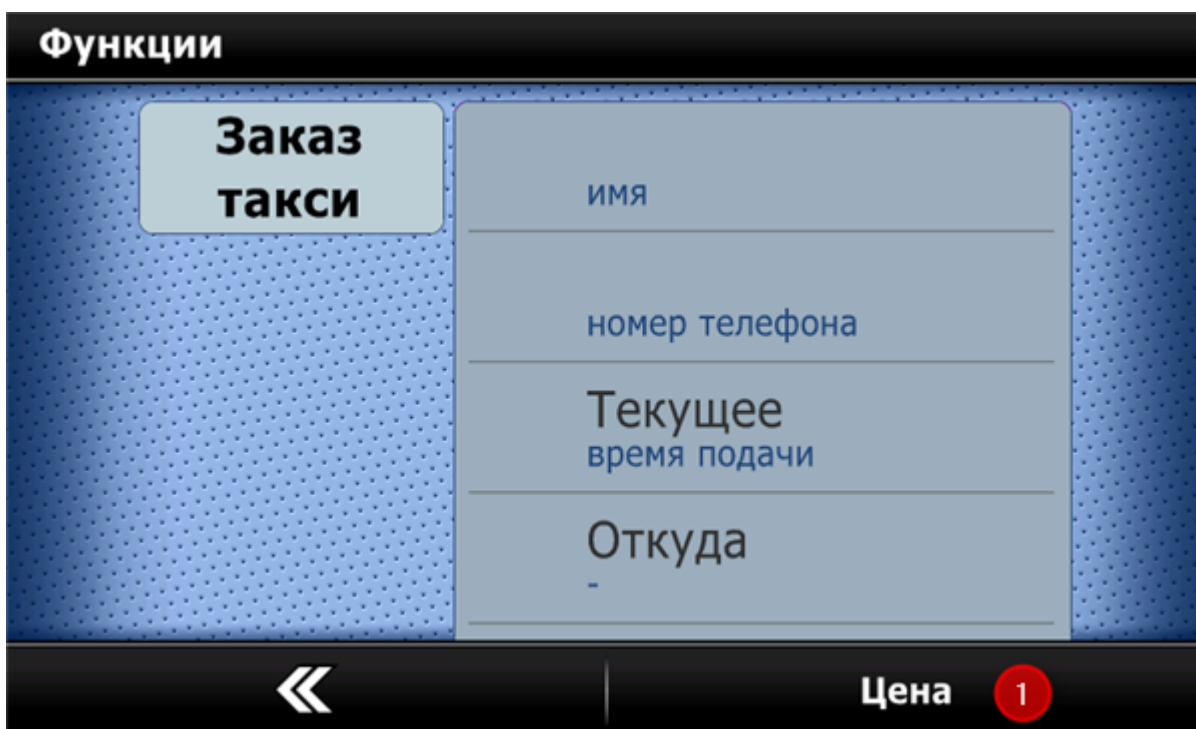 Функции
Заказ
такси
имя
номер телефона
Текущее
время подачи
Откуда
-
Цена 1